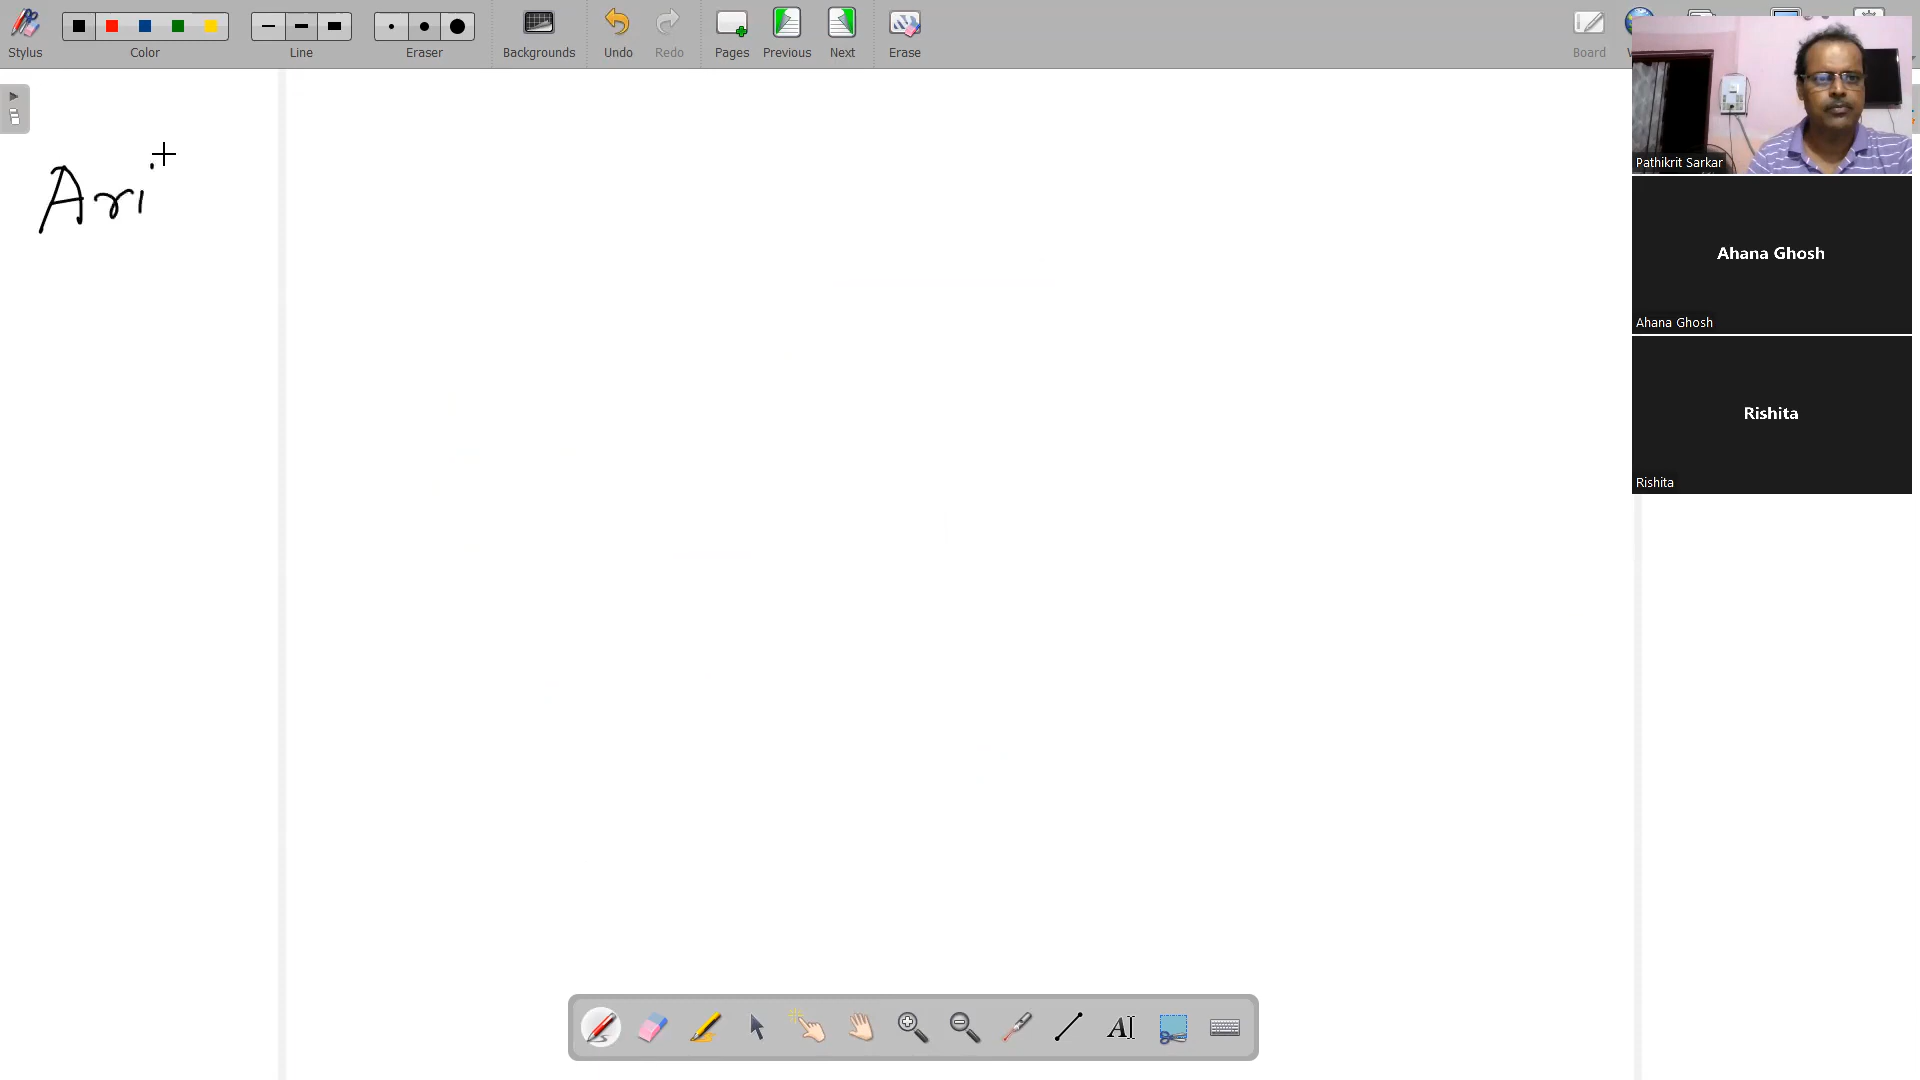 Stylus Color Line Eraser Backgrounds Undo Redo Pages Previous Next Erase Board
Ari
Pathikrit Sarkar
Ahana Ghosh
Ahana Ghosh
Rishita
Rishita